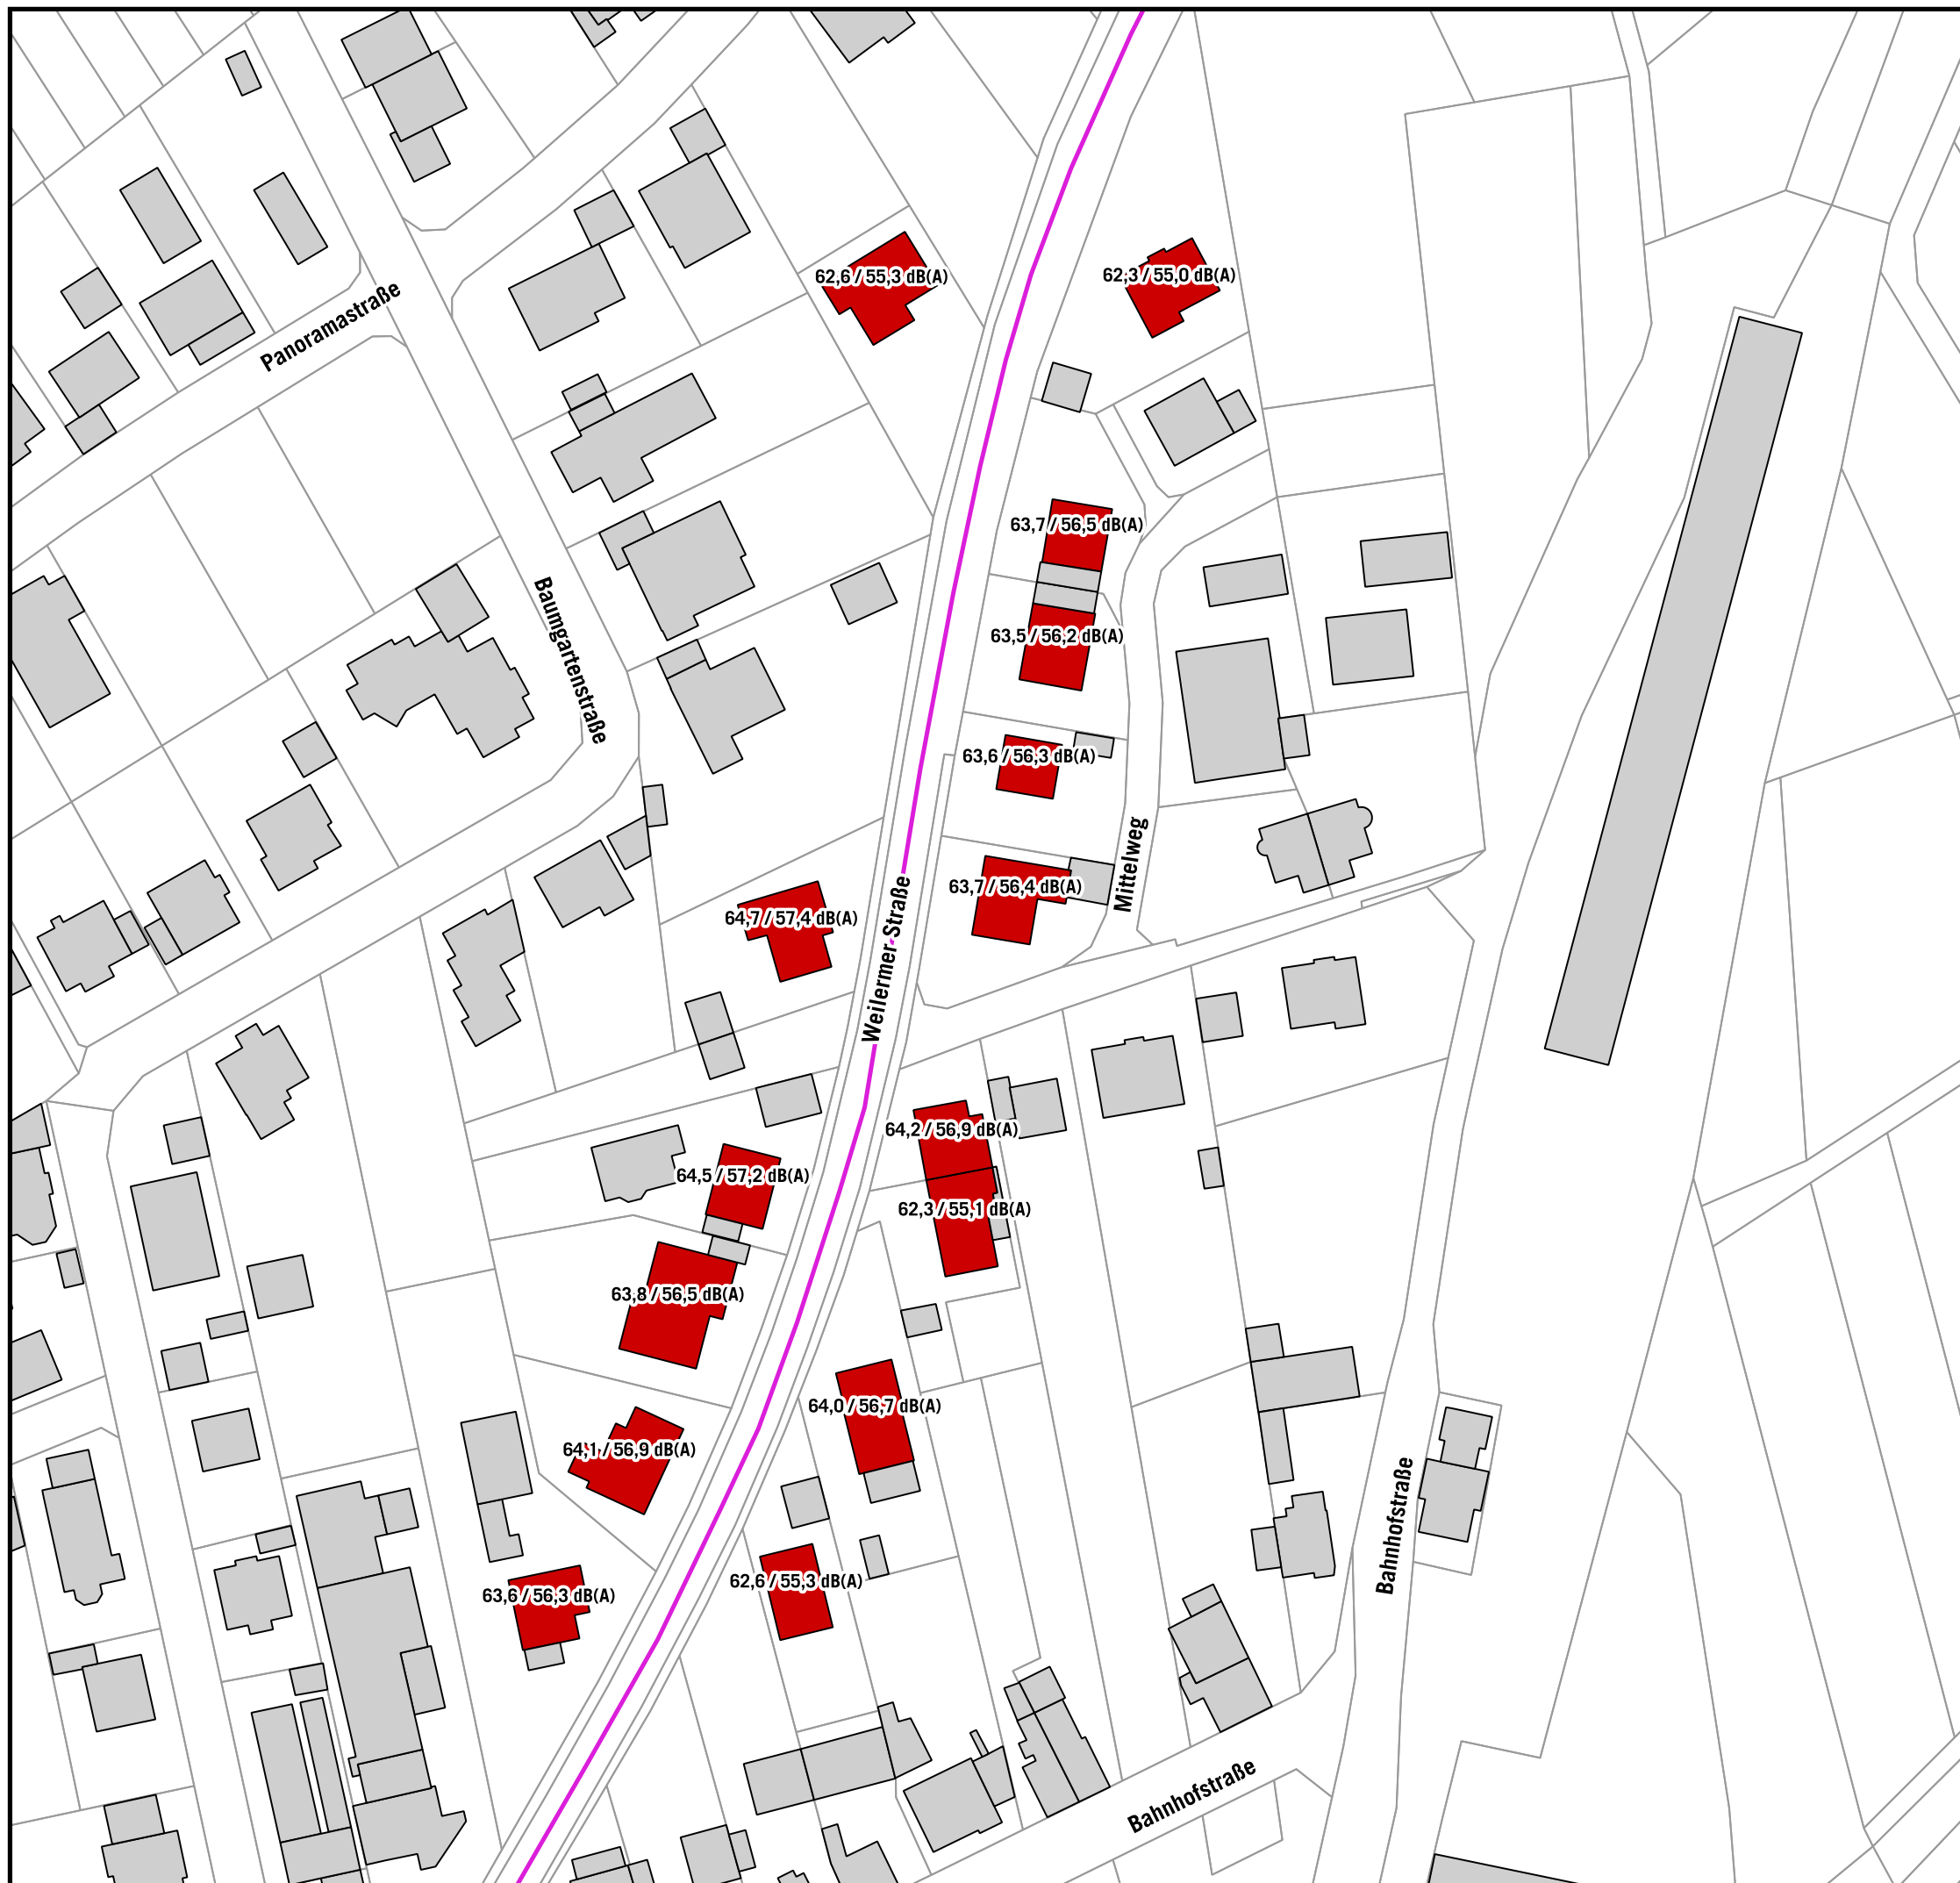 62,6 / 55,3 dB(A)
62,3 / 55,0 dB(A)
Panoramastraße
63,7 / 56,5 dB(A)
Baumgartenstraße
63,5 / 56,2 dB(A)
63,6 / 56,3 dB(A)
Mittelweg
63,7 / 56,4 dB(A)
64,7 / 57,4 dB(A)
Weilermer Straße
64,2 / 56,9 dB(A)
64,5 / 57,2 dB(A)
62,3 / 55,1 dB(A)
63,8 / 56,5 dB(A)
64,0 / 56,7 dB(A)
64,1 / 56,9 dB(A)
Bahnhofstraße
62,6 / 55,3 dB(A)
63,6 / 56,3 dB(A)
Bahnhofstraße